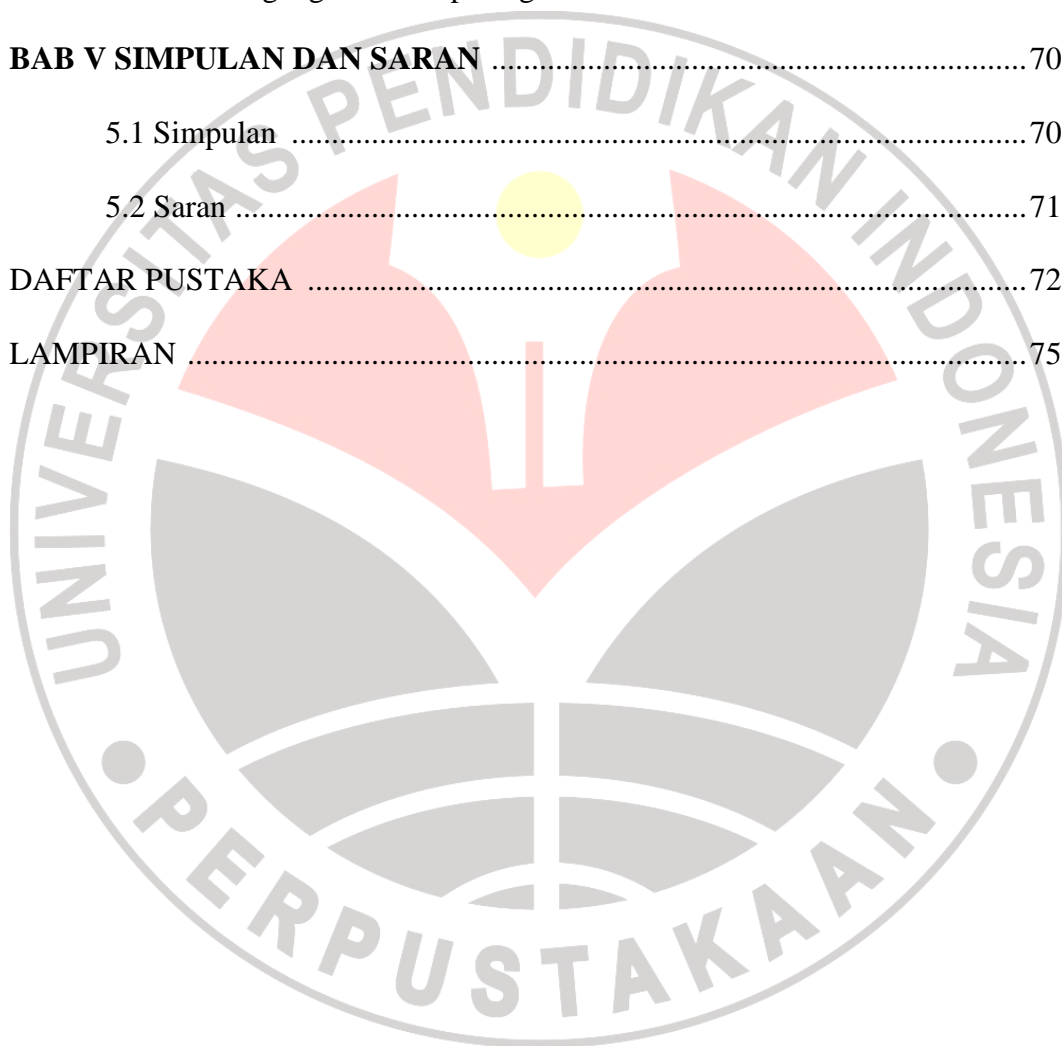 BAB V SIMPULAN DAN SARAN ........................................................................ 70
5.1 Simpulan ................................................................................................ 70
5.2 Saran ....................................................................................................... 71
DAFTAR PUSTAKA ................................................................................................ 72
LAMPIRAN ............................................................................................................. 75
UNIVERSITAS PENDIDIKAN INDONESIA
PERPUSTAKAAN